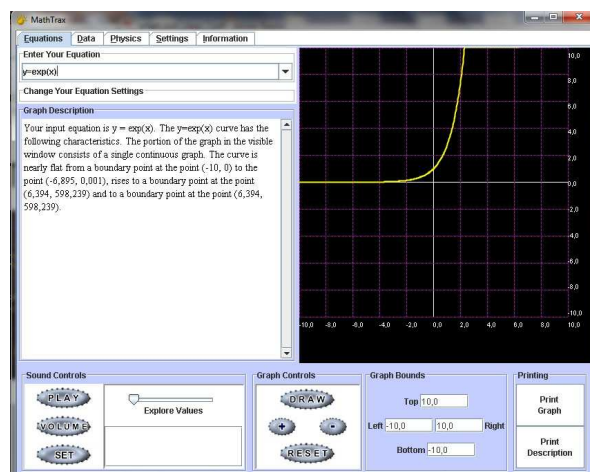 MathTrax
Equations Data Physics Settings Information
Enter Your Equation
y=exp(x)
Change Your Equation Settings
Graph Description
Your input equation is y = exp(x). The y=exp(x) curve has the
following characteristics. The portion of the graph in the visible
window consists of a single continuous graph. The curve is
nearly flat from a boundary point at the point (-10, 0) to the
point (-6,895, 0,001), rises to a boundary point at the point
(6,394, 598,239) and to a boundary point at the point (6,394,
598,239).
10,0
8,0
6,0
4,0
2,0
0,0
-2,0
-4,0
-6,0
-8,0
-10,0
-10,0 -8,0 -6,0 -4,0 -2,0 0,0 2,0 4,0 6,0 8,0 10,0
Sound Controls
PLAY
VOLUME
SET
Explore Values
Graph Controls
DRAW
+ -
RESET
Graph Bounds
Top 10,0
Left -10,0 10,0 Right
Bottom -10,0
Printing
Print
Graph
Print
Description